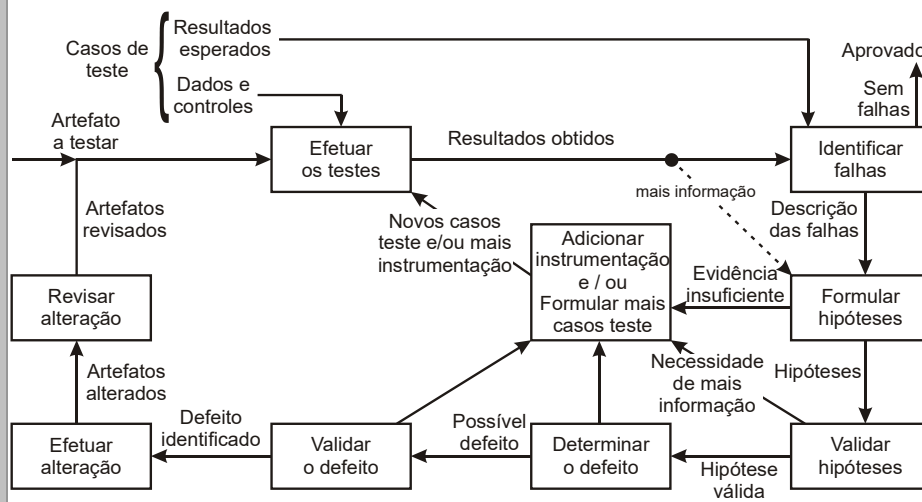 Casos de
teste
Resultados
esperados
Dados e
controles
Aprovado
Sem
falhas
Artefato
a testar
Efetuar
os testes
Resultados obtidos
Identificar
falhas
mais informação
Descrição
das falhas
Artefatos
revisados
Novos casos
teste e/ou mais
instrumentação
Adicionar
instrumentação
e / ou
Formular mais
casos teste
Evidência
insuficiente
Formular
hipóteses
Revisar
alteração
Necessidade
de mais
informação
Hipóteses
Artefatos
alterados
Defeito
identificado
Possível
defeito
Efetuar
alteração
Validar
o defeito
Determinar
o defeito
Hipótese
válida
Validar
hipóteses